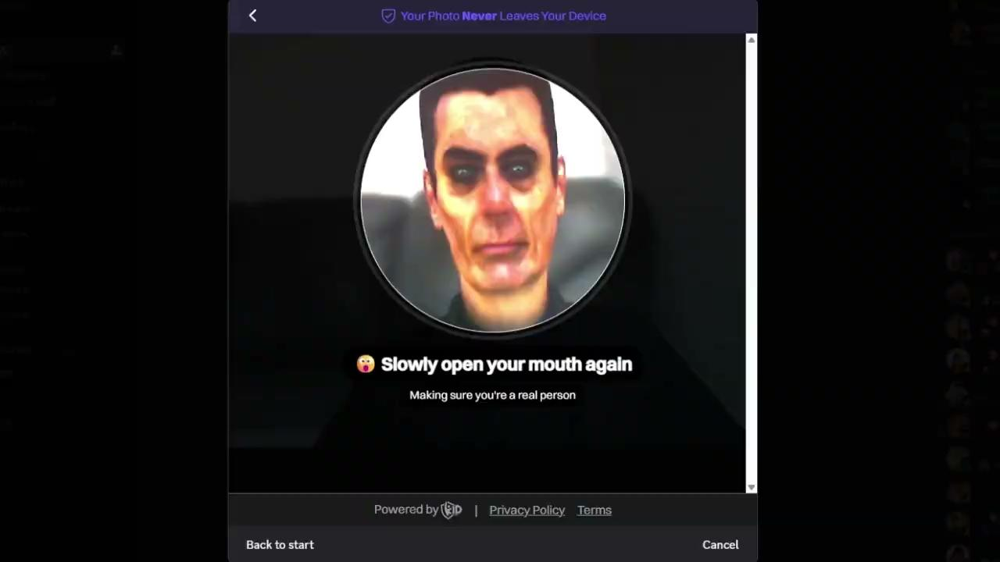 Your Photo Never Leaves Your Device
Slowly open your mouth again
Making sure you're a real person
Powered by k-ID | Privacy Policy Terms
Back to start Cancel